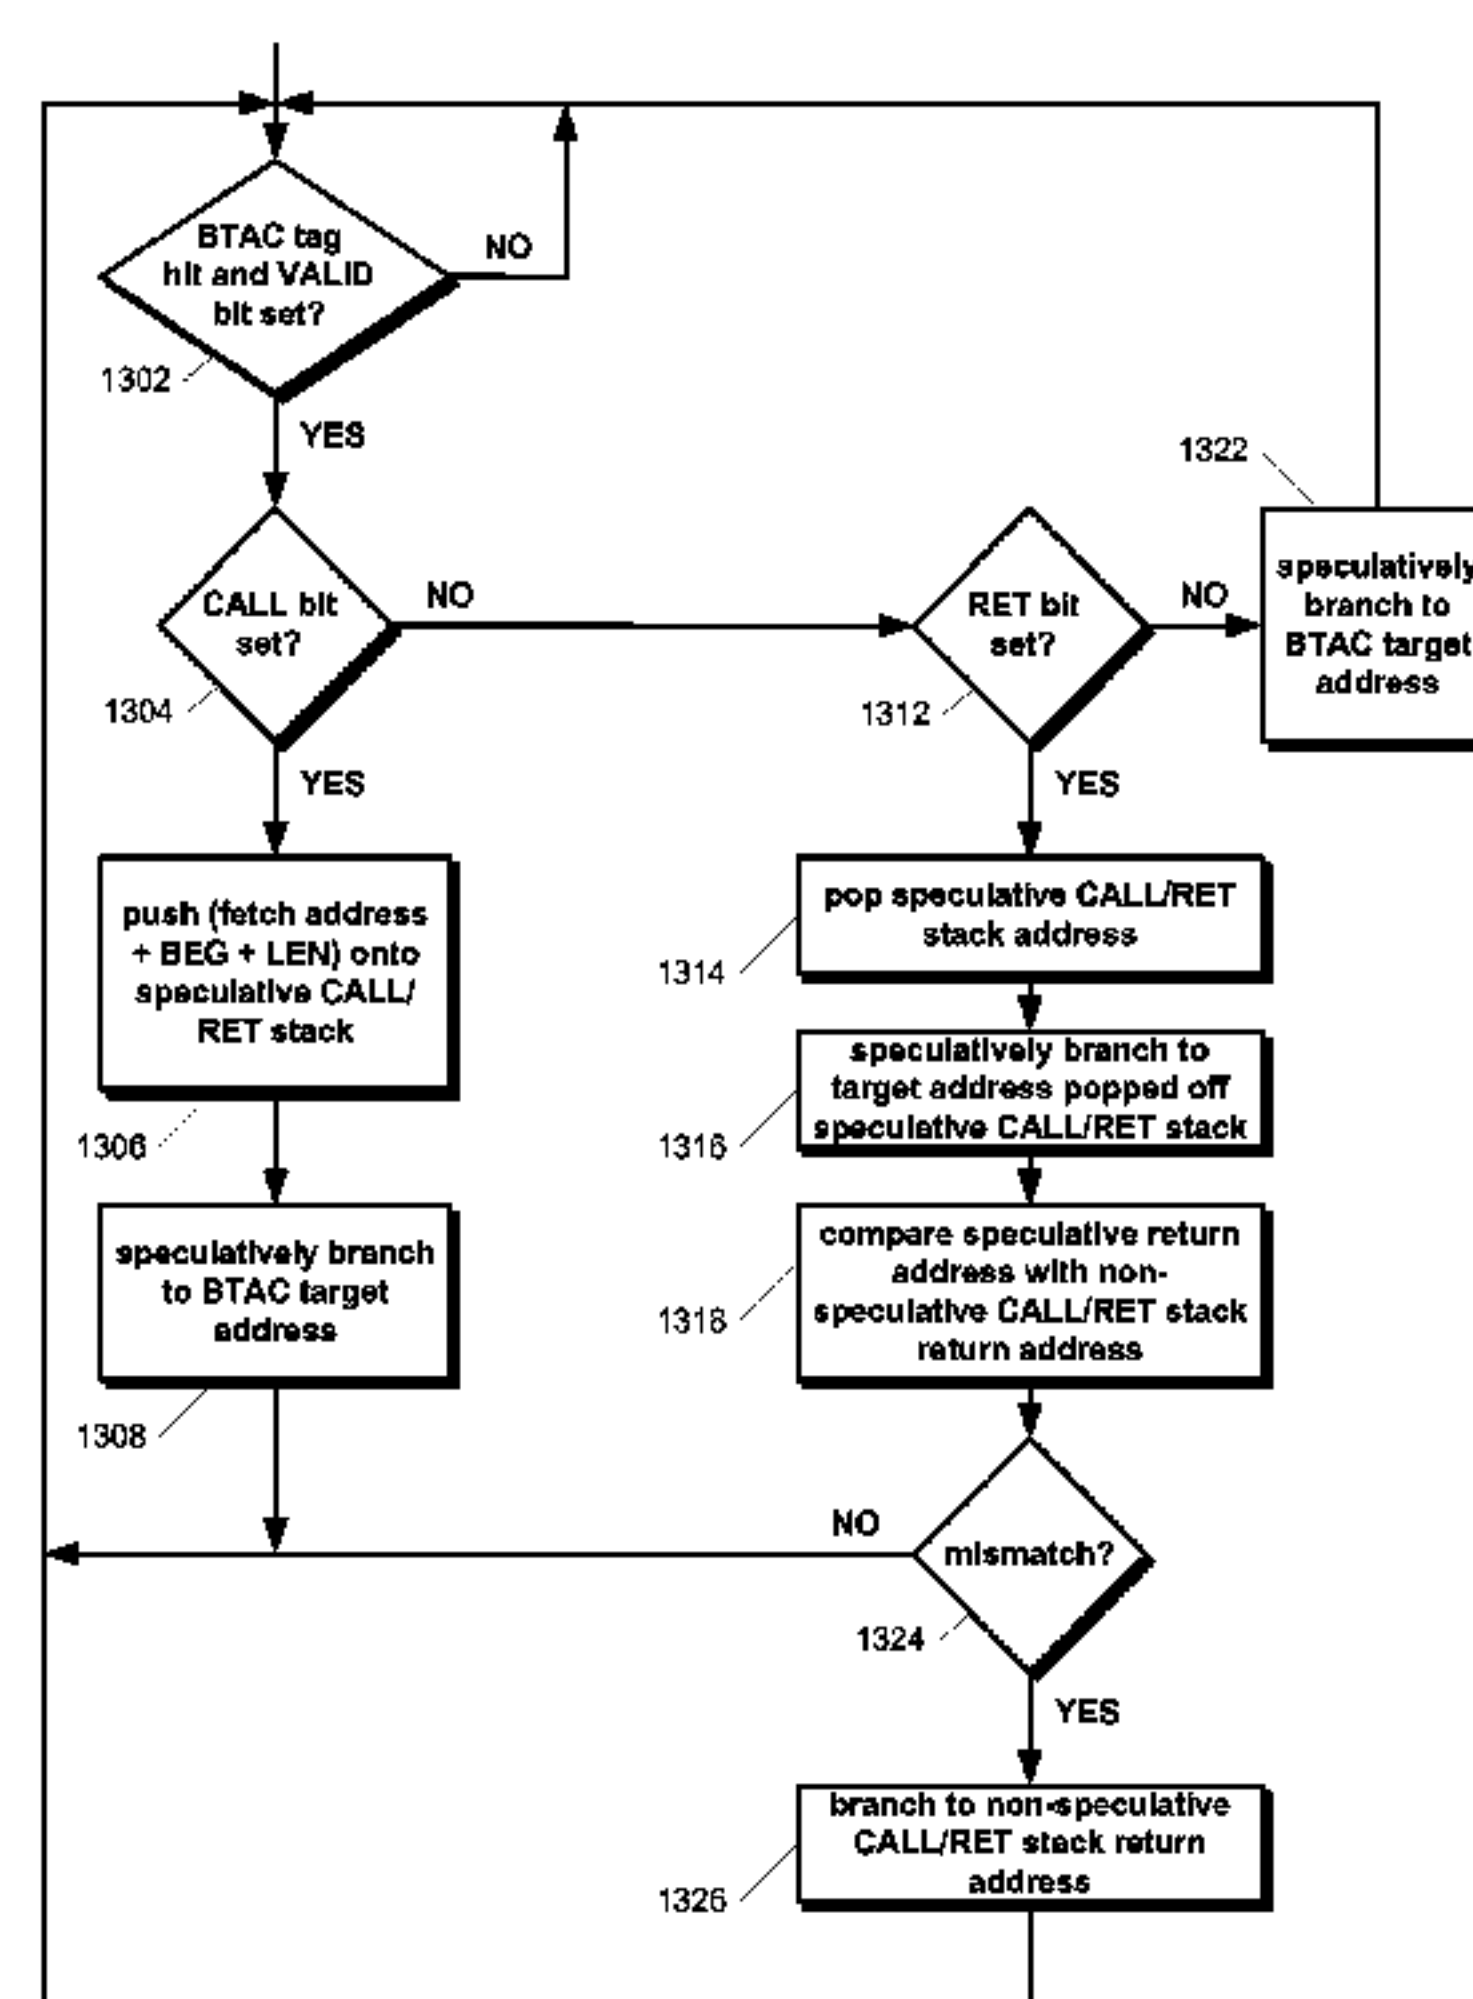 BTAC tag
hit and VALID
bit set?
NO
1302
YES
CALL bit
set?
NO
1304
YES
RET bit
set?
NO
1312
YES
1322
speculatively
branch to
BTAC target
address
push (fetch address
+ BEG + LEN) onto
speculative CALL/
RET stack
1306
speculatively branch
to BTAC target
address
1308
pop speculative CALL/RET
stack address
1314
speculatively branch to
target address popped off
speculative CALL/RET stack
1316
compare speculative return
address with non-
speculative CALL/RET stack
return address
1318
NO
mismatch?
1324
YES
branch to non-speculative
CALL/RET stack return
address
1326